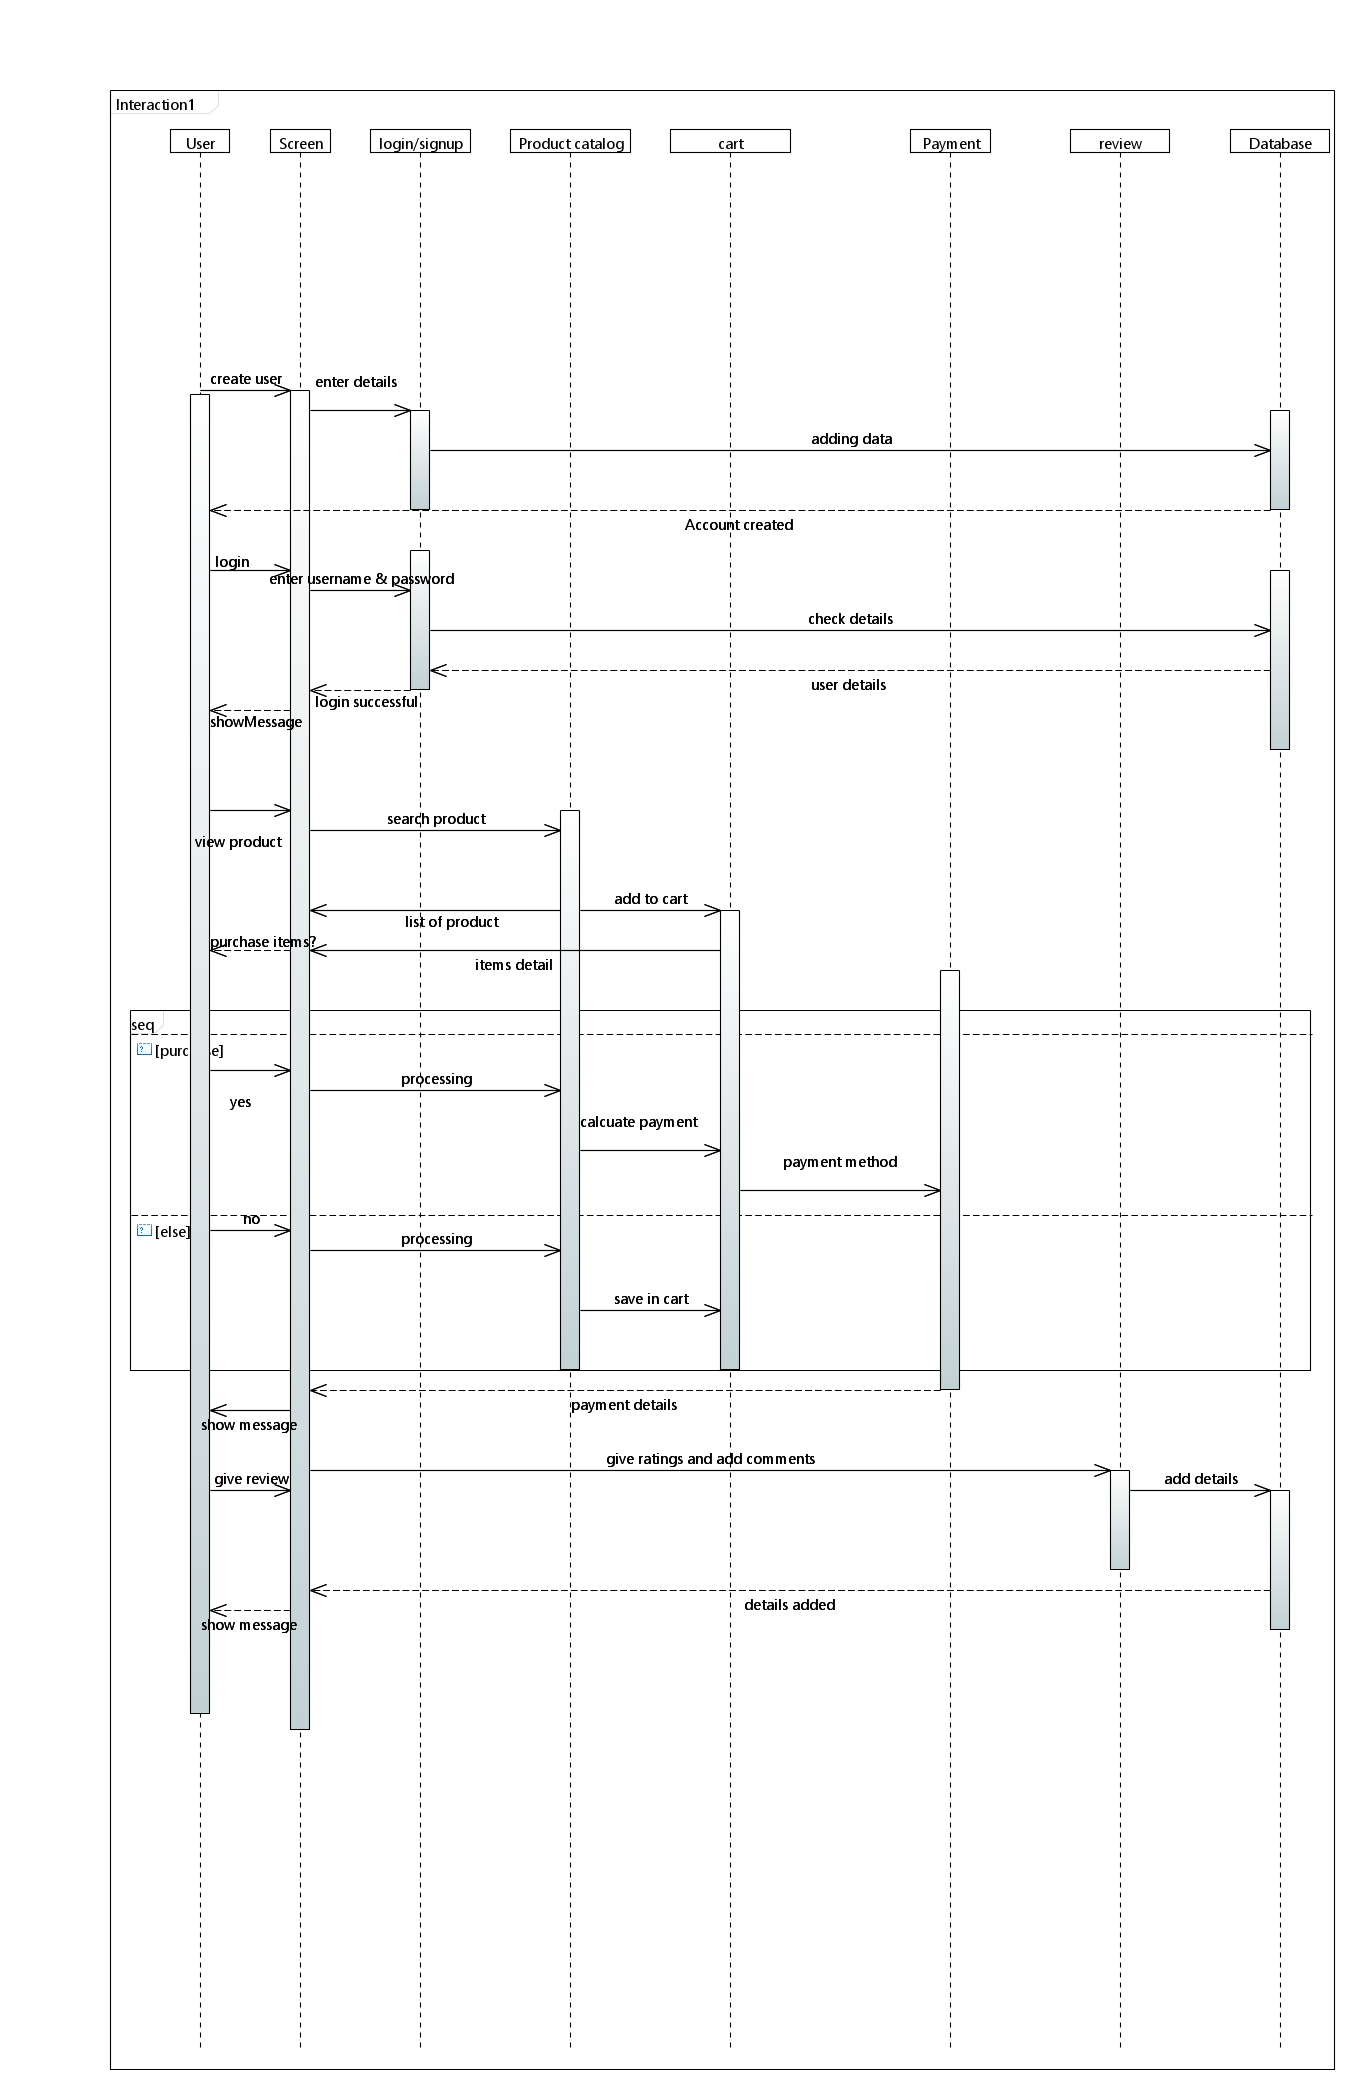 Interaction1
User
Screen
login/signup
Product catalog
cart
Payment
review
Database
create user
enter details
adding data
Account created
login
enter username & password
check details
user details
login successful
showMessage
search product
view product
add to cart
list of product
purchase items?
items detail
seq
processing
yes
calcuate payment
payment method
no
[else]
processing
save in cart
payment details
show message
give ratings and add comments
give review
add details
details added
show message